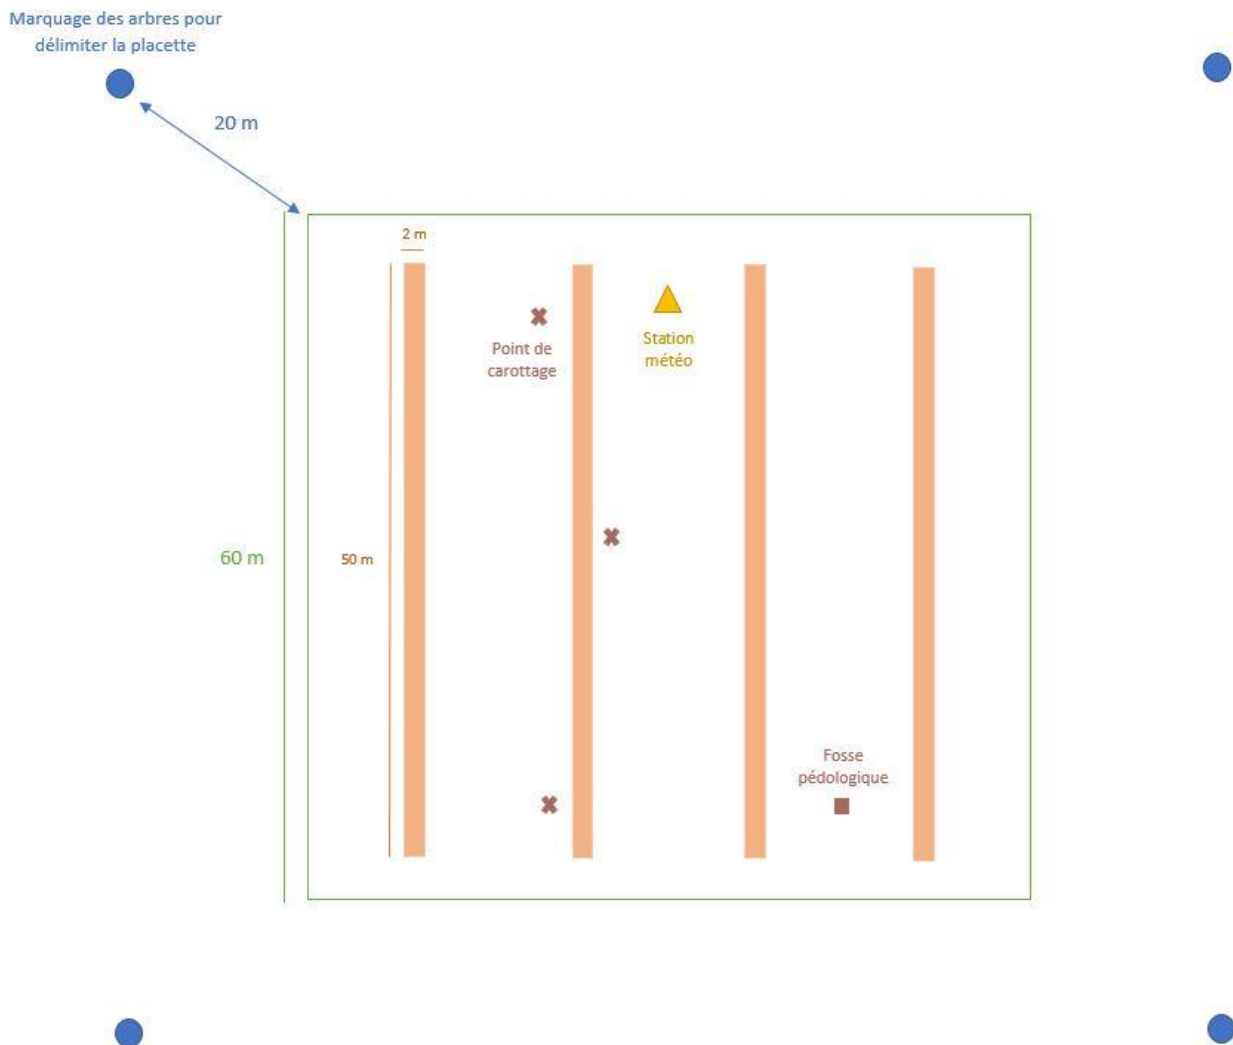 Marquage des arbres pour
délimiter la placette
20 m
2 m
Point de
carottage
Station
météo
60 m
50 m
Fosse
pédologique